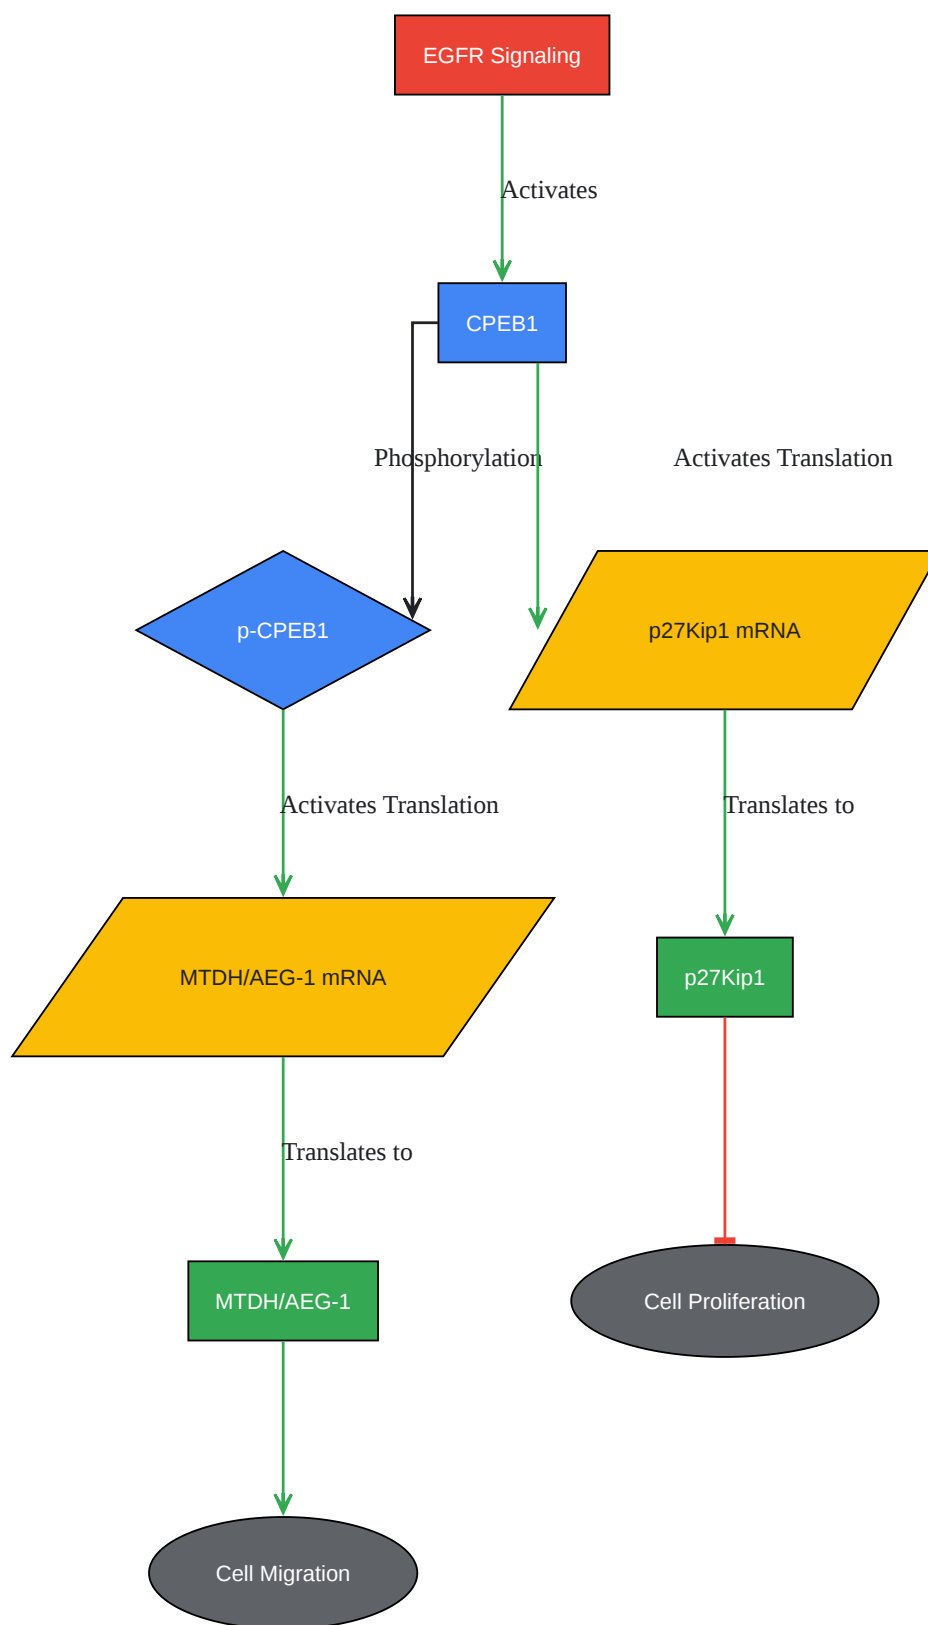 EGFR Signaling
Activates
CPEB1
Phosphorylation
Activates Translation
p-CPEB1
p27Kip1 mRNA
Activates Translation
Translates to
MTDH/AEG-1 mRNA
p27Kip1
Translates to
MTDH/AEG-1
Cell Proliferation
Cell Migration